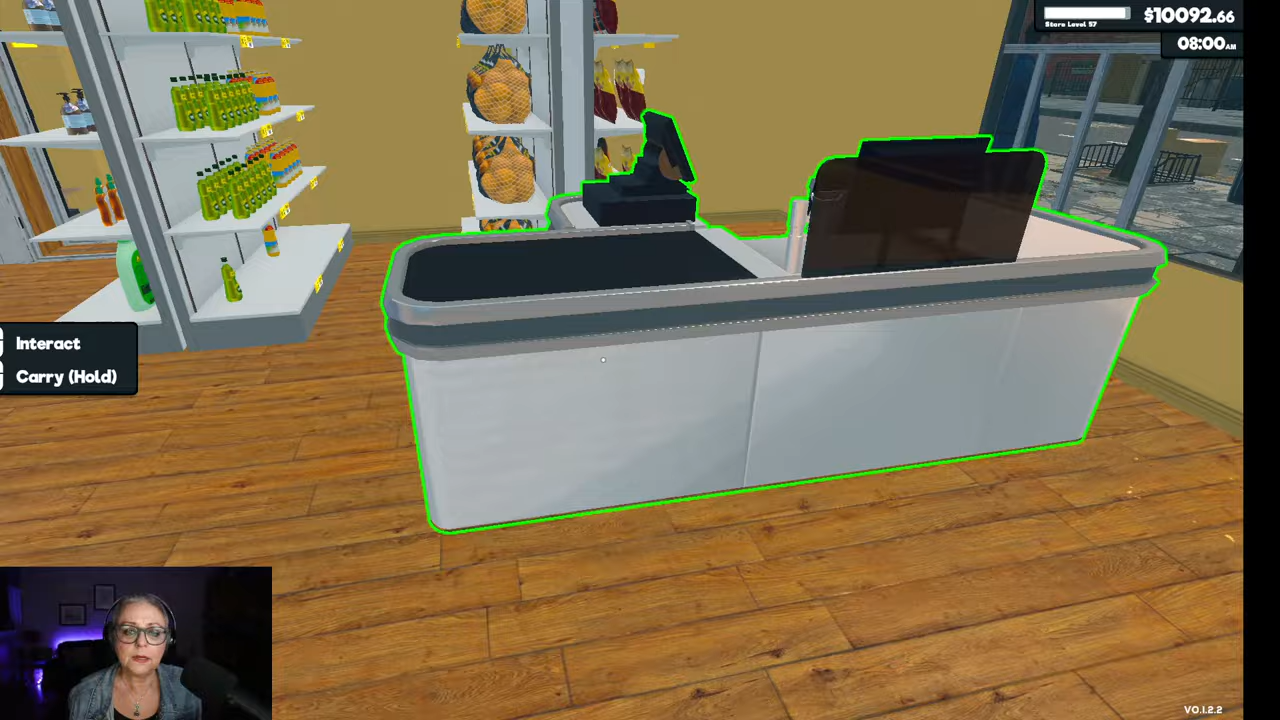 $10092.66
Store Level 57
08:00AM
Interact
Carry (Hold)
V0.1.2.2